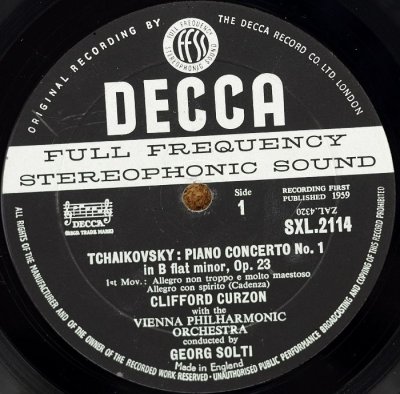 ORIGINAL RECORDING BY
THE DECCA RECORD CO. LTD. LONDON
FULL FREQUENCY
ffss
STEREOPHONIC SOUND
DECCA
FULL FREQUENCY
STEREOPHONIC SOUND
DECCA
(REGD. TRADE MARK)
Side
1
RECORDING FIRST
PUBLISHED 1959
ZAL.4320
SXL.2114
TCHAIKOVSKY: PIANO CONCERTO No. 1
in B flat minor, Op. 23
1st Mov.: Allegro non troppo e molto maestoso
Allegro con spirito (Cadenza)
CLIFFORD CURZON
with the
VIENNA PHILHARMONIC
ORCHESTRA
conducted by
GEORG SOLTI
Made in England
ALL RIGHTS OF THE MANUFACTURER AND OF THE OWNER OF THE RECORDED WORK RESERVED · UNAUTHORISED PUBLIC PERFORMANCE BROADCASTING AND COPYING OF THIS RECORD PROHIBITED